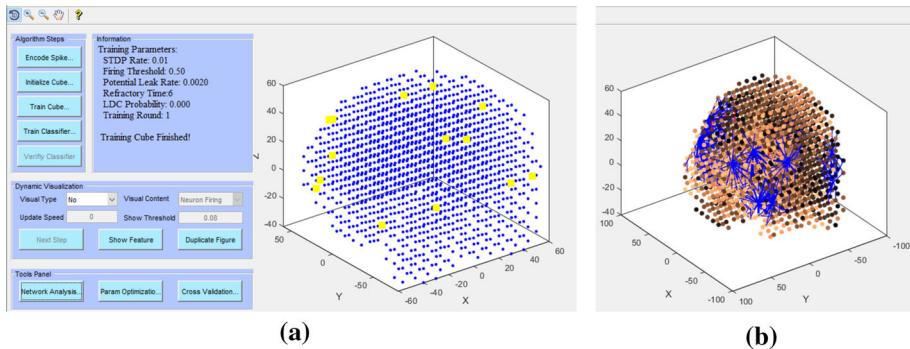 Algorithm Steps
Encode Spike...
Initialize Cube...
Train Cube...
Train Classifier...
Verifiy Classifier
Information
Training Parameters:
STDP Rate: 0.01
Firing Threshold: 0.50
Potential Leak Rate: 0.0020
Refractory Time:6
LDC Probability: 0.000
Training Round: 1
Training Cube Finished!
Dynamic Visualization
Visual Type No Visual Content Neuron Firing
Update Speed 0 Show Threshold 0.08
Next Step Show Feature Duplicate Figure
Tools Panel
Network Analysis... Param Optimizatio... Cross Validation...
80
60
40
20
0
-20
-40
Z
50
0
-50
Y
-60
-40
-20
0
20
40
60
X
(a)
80
60
40
20
0
-20
-40
100
50
0
-50
-100
X
100
50
0
-50
-100
Y
(b)